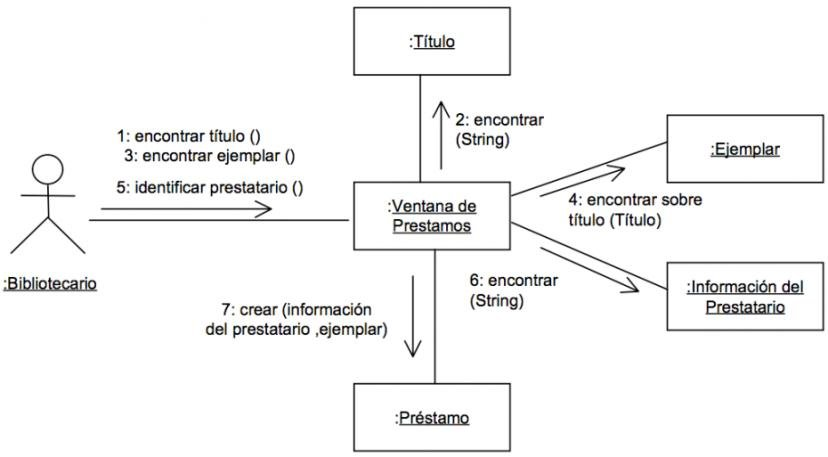 :Título
1: encontrar título ()
3: encontrar ejemplar ()
5: identificar prestatario ()
2: encontrar
(String)
:Ejemplar
:Ventana de
Prestamos
4: encontrar sobre
título (Título)
:Bibliotecario
6: encontrar
(String)
:Información del
Prestatario
7: crear (información
del prestatario ,ejemplar)
:Préstamo